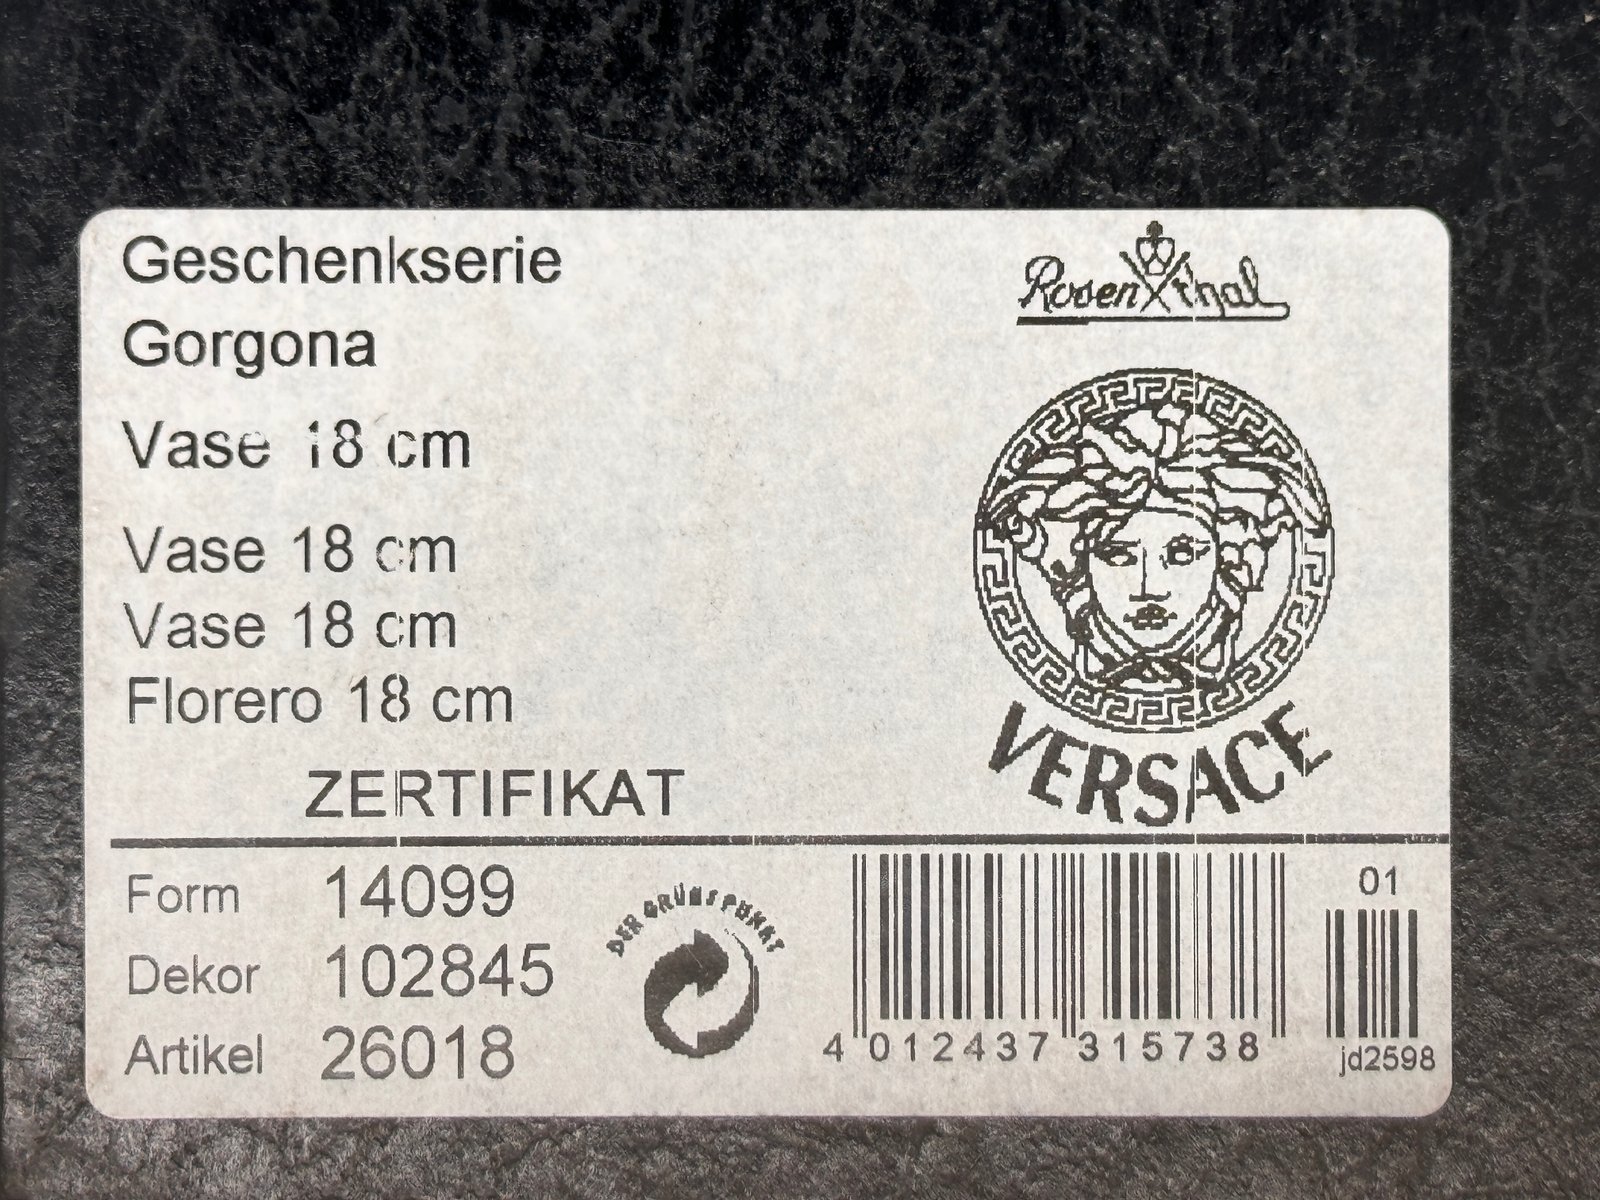 Geschenkserie
Gorgona
Vase 18 cm
Vase 18 cm
Vase 18 cm
Florero 18 cm
ZERTIFIKAT
Rosenthal
VERSACE
Form 14099
Dekor 102845
Artikel 26018
DER GRÜNE PUNKT
4 012437 315738
01
jd2598